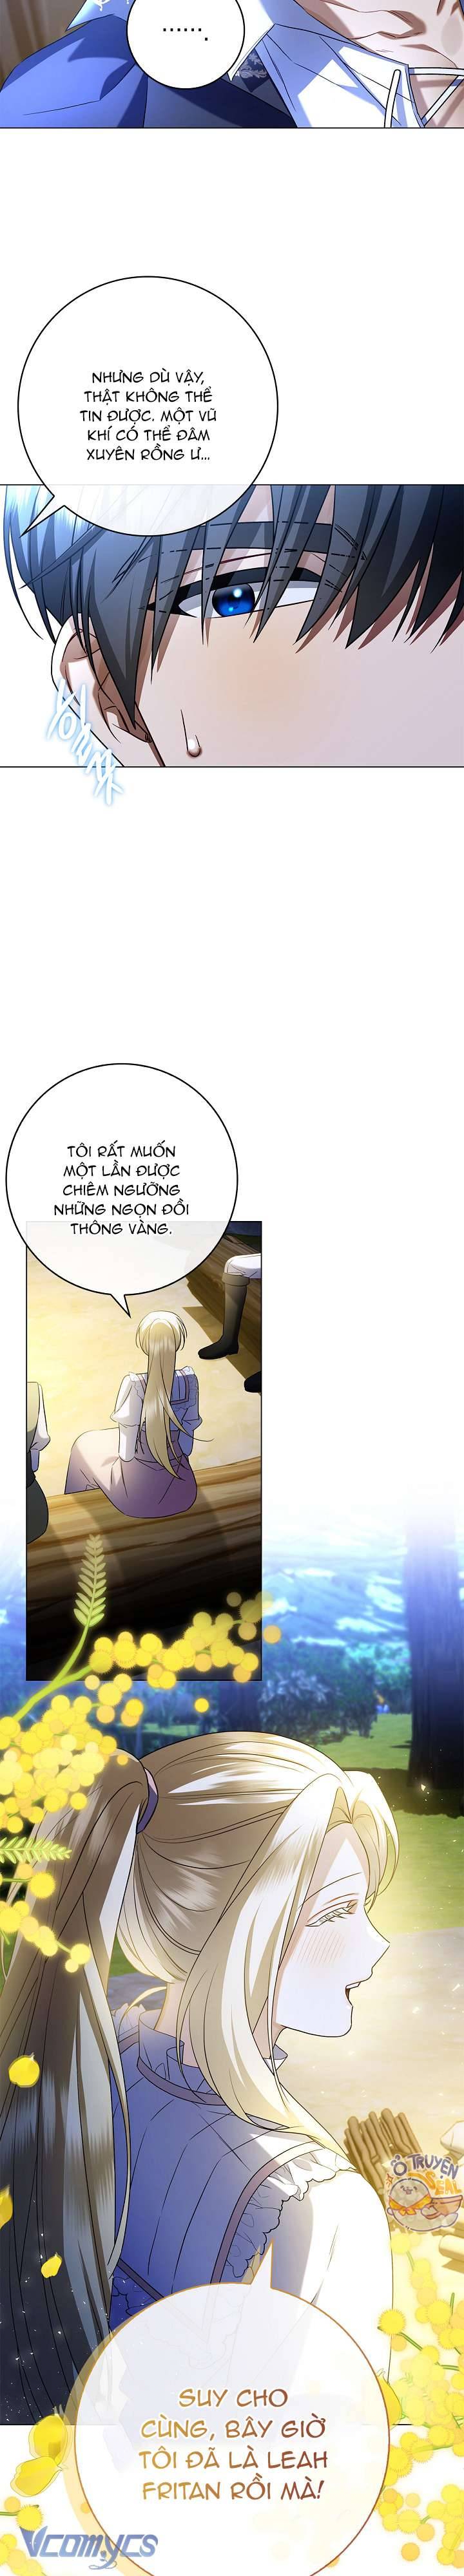 .......
NHƯNG DÙ VẬY,
THẬT KHÔNG THỂ
TIN ĐƯỢC. MỘT VŨ
KHÍ CÓ THỂ ĐÂM
XUYÊN RỒNG Ư...
TÔI RẤT MUỐN
MỘT LẦN ĐƯỢC
CHIÊM NGƯỠNG
NHỮNG NGỌN ĐỒI
THÔNG VÀNG.
Ổ TRUYỆN
SEAL
SUY CHO
CÙNG, BÂY GIỜ
TÔI ĐÃ LÀ LEAH
FRITAN RỒI MÀ!
Vcomycs